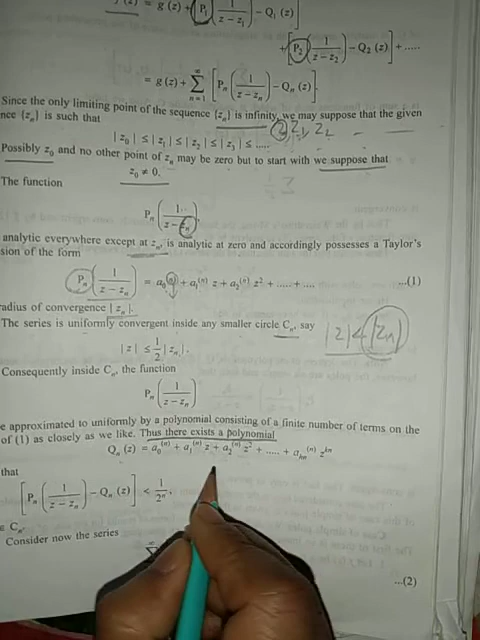 f(z) = g(z) + [P₁(1/(z−z₁)) − Q₁(z)]
+[P₂(1/(z−z₂)) − Q₂(z)] + .....
= g(z) + ∑ₙ₌₁^∞ [Pₙ(1/(z−zₙ)) − Qₙ(z)].
Since the only limiting point of the sequence {zₙ} is infinity, we may suppose that the given
nce {zₙ} is such that
| z₀ | ≤ | z₁ | ≤ | z₂ | ≤ | z₃ | ≤ .....
Possibly z₀ and no other point of zₙ may be zero but to start with we suppose that
z₀ ≠ 0.
The function
Pₙ(1/(z−zₙ)),
analytic everywhere except at zₙ, is analytic at zero and accordingly possesses a Taylor's
sion of the form
Pₙ(1/(z−zₙ)) = a₀⁽ⁿ⁾ + a₁⁽ⁿ⁾ z + a₂⁽ⁿ⁾ z² + ..... + .... ...(1)
adius of convergence | zₙ |.
The series is uniformly convergent inside any smaller circle Cₙ, say
|z| < |zₙ|
| z | ≤ ½ | zₙ |.
Consequently inside Cₙ, the function
Pₙ(1/(z−zₙ))
e approximated to uniformly by a polynomial consisting of a finite number of terms on the
of (1) as closely as we like. Thus there exists a polynomial
Qₙ (z) = a₀⁽ⁿ⁾ + a₁⁽ⁿ⁾ z + a₂⁽ⁿ⁾ z² + ..... + aₖₙ⁽ⁿ⁾ zᵏⁿ
that
[Pₙ(1/(z−zₙ)) − Qₙ(z)] < 1/2ⁿ,
∈ Cₙ.
Consider now the series
∞
∑
...(2)